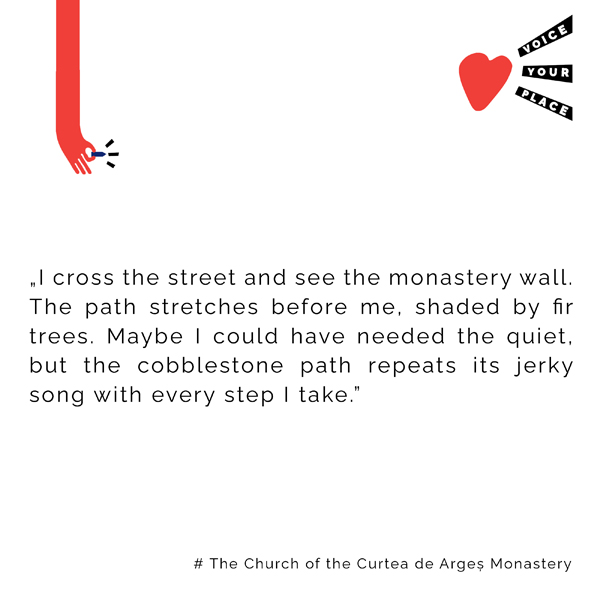 VOICE
YOUR
PLACE
„I cross the street and see the monastery wall.
The path stretches before me, shaded by fir
trees. Maybe I could have needed the quiet,
but the cobblestone path repeats its jerky
song with every step I take.”
# The Church of the Curtea de Argeș Monastery